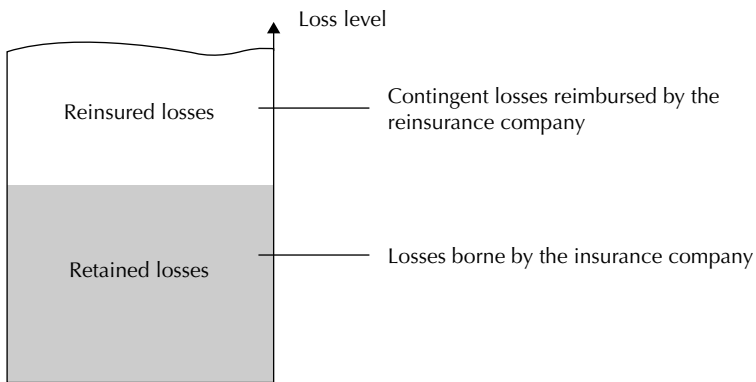 Loss level
Reinsured losses
Contingent losses reimbursed by the
reinsurance company
Retained losses
Losses borne by the insurance company